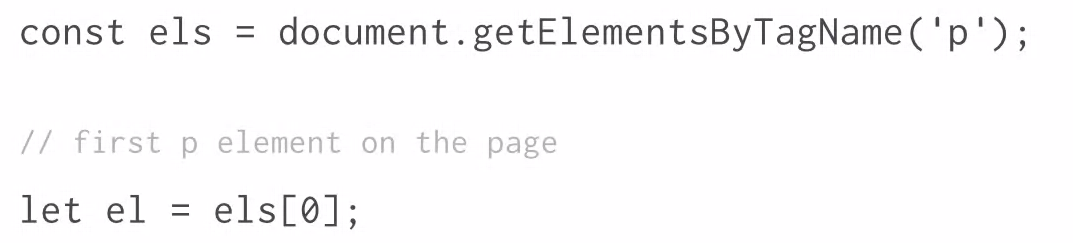 const els = document.getElementsByTagName('p');
// first p element on the page
let el = els[0];